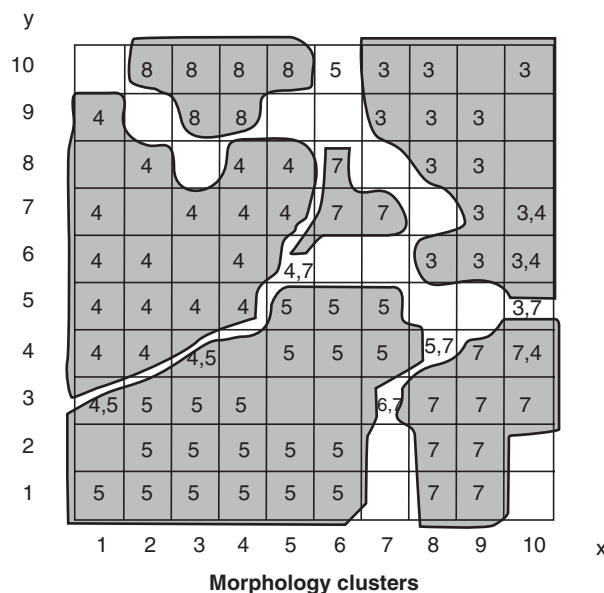 y
10 8 8 8 8 5 3 3 3
9 4 8 8 3 3 3
8 4 4 4 7 3 3
7 4 4 4 4 7 7 3 3,4
6 4 4 4 4,7 3 3 3,4
5 4 4 4 4 5 5 5 3,7
4 4 4 4,5 5 5 5 5,7 7 7,4
3 4,5 5 5 5 6,7 7 7 7
2 5 5 5 5 5 7 7
1 5 5 5 5 5 5 7 7
1 2 3 4 5 6 7 8 9 10 x
Morphology clusters